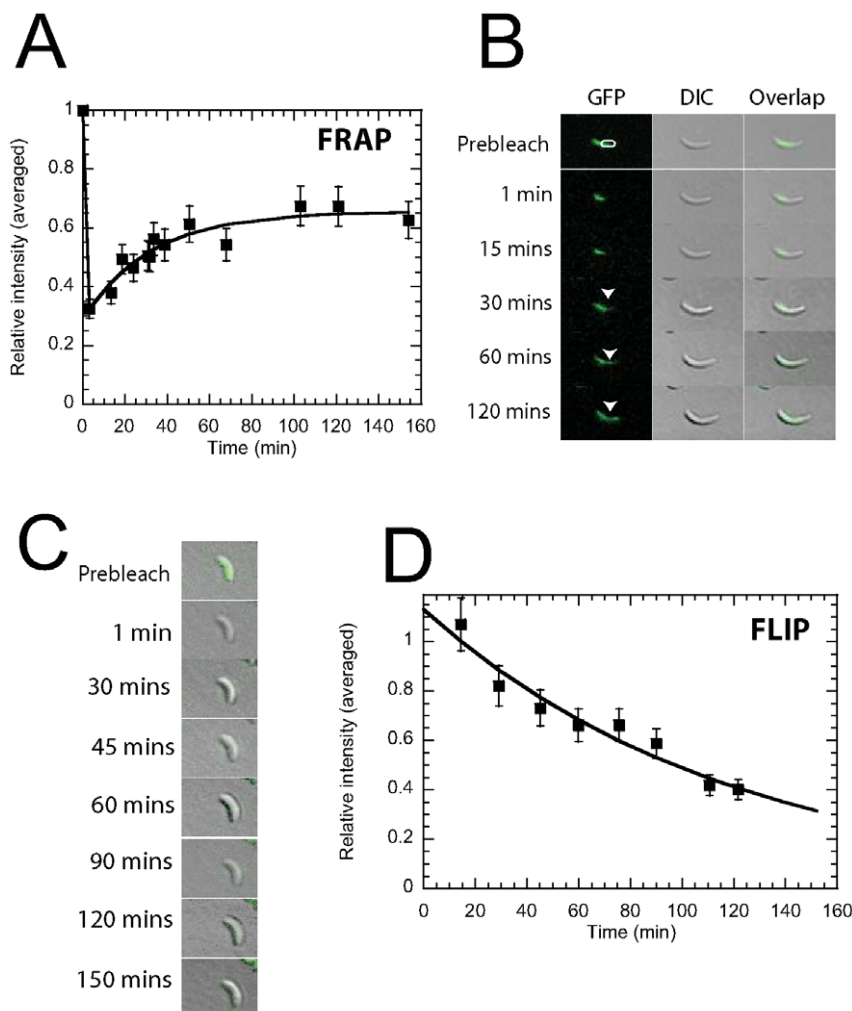 A
FRAP
Relative intensity (averaged)
1
0.8
0.6
0.4
0.2
0
0 20 40 60 80 100 120 140 160
Time (min)
B
GFP DIC Overlap
Prebleach
1 min
15 mins
30 mins
60 mins
120 mins
C
Prebleach
1 min
30 mins
45 mins
60 mins
90 mins
120 mins
150 mins
D
FLIP
Relative intensity (averaged)
1
0.8
0.6
0.4
0.2
0
0 20 40 60 80 100 120 140 160
Time (min)